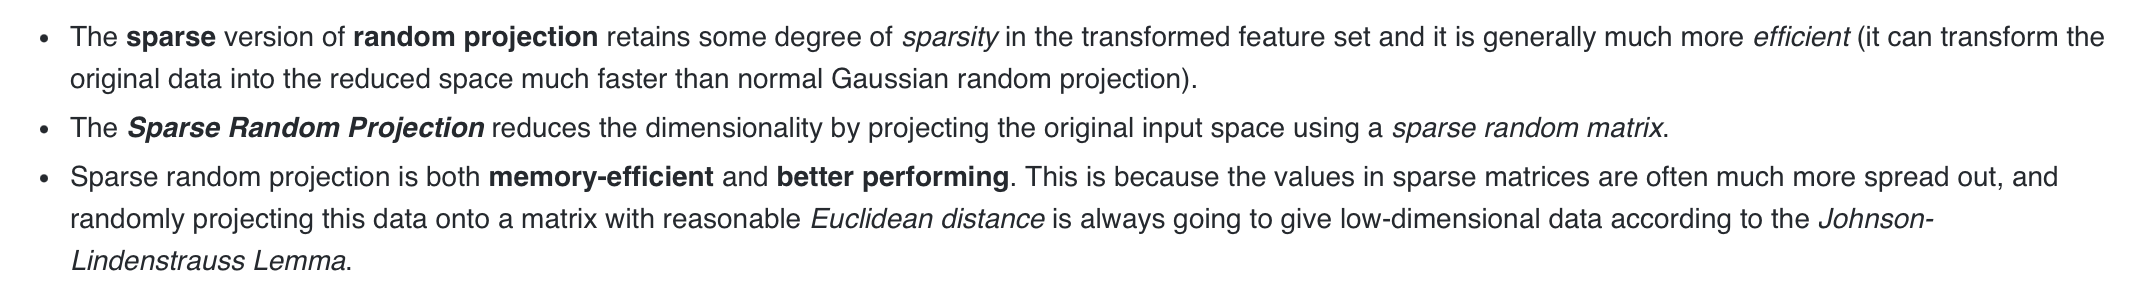 • The sparse version of random projection retains some degree of sparsity in the transformed feature set and it is generally much more efficient (it can transform the
original data into the reduced space much faster than normal Gaussian random projection).
• The Sparse Random Projection reduces the dimensionality by projecting the original input space using a sparse random matrix.
• Sparse random projection is both memory-efficient and better performing. This is because the values in sparse matrices are often much more spread out, and
randomly projecting this data onto a matrix with reasonable Euclidean distance is always going to give low-dimensional data according to the Johnson-
Lindenstrauss Lemma.